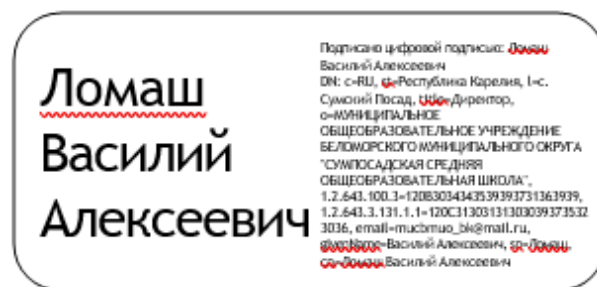 Ломаш
Василий
Алексеевич
Подписано цифровой подписью: Ломаш
Василий Алексеевич
DN: c=RU, st=Республика Карелия, l=с.
Сумский Посад, title=Директор,
o=МУНИЦИПАЛЬНОЕ
ОБЩЕОБРАЗОВАТЕЛЬНОЕ УЧРЕЖДЕНИЕ
БЕЛОМОРСКОГО МУНИЦИПАЛЬНОГО ОКРУГА
"СУМПОСАДСКАЯ СРЕДНЯЯ
ОБЩЕОБРАЗОВАТЕЛЬНАЯ ШКОЛА",
1.2.643.100.3=120B3034343539393731363939,
1.2.643.3.131.1.1=120C31303131303039373532
3036, email=mucbmuo_bk@mail.ru,
givenName=Василий Алексеевич, sn=Ломаш,
cn=Ломаш Василий Алексеевич